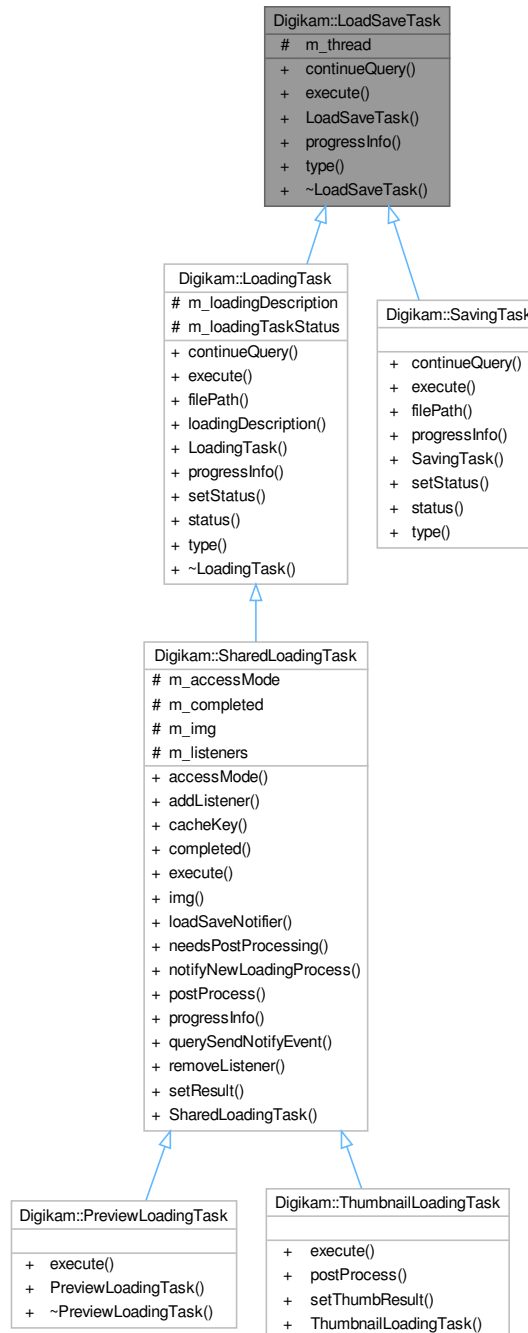 Digikam::LoadSaveTask
# m_thread
+ continueQuery()
+ execute()
+ LoadSaveTask()
+ progressInfo()
+ type()
+ ~LoadSaveTask()
Digikam::LoadingTask
# m_loadingDescription
# m_loadingTaskStatus
+ continueQuery()
+ execute()
+ filePath()
+ loadingDescription()
+ LoadingTask()
+ progressInfo()
+ setStatus()
+ status()
+ type()
+ ~LoadingTask()
Digikam::SavingTask
+ continueQuery()
+ execute()
+ filePath()
+ progressInfo()
+ SavingTask()
+ setStatus()
+ status()
+ type()
Digikam::SharedLoadingTask
# m_accessMode
# m_completed
# m_img
# m_listeners
+ accessMode()
+ addListener()
+ cacheKey()
+ completed()
+ execute()
+ img()
+ loadSaveNotifier()
+ needsPostProcessing()
+ notifyNewLoadingProcess()
+ postProcess()
+ progressInfo()
+ querySendNotifyEvent()
+ removeListener()
+ setResult()
+ SharedLoadingTask()
Digikam::PreviewLoadingTask
+ execute()
+ PreviewLoadingTask()
+ ~PreviewLoadingTask()
Digikam::ThumbnailLoadingTask
+ execute()
+ postProcess()
+ setThumbResult()
+ ThumbnailLoadingTask()